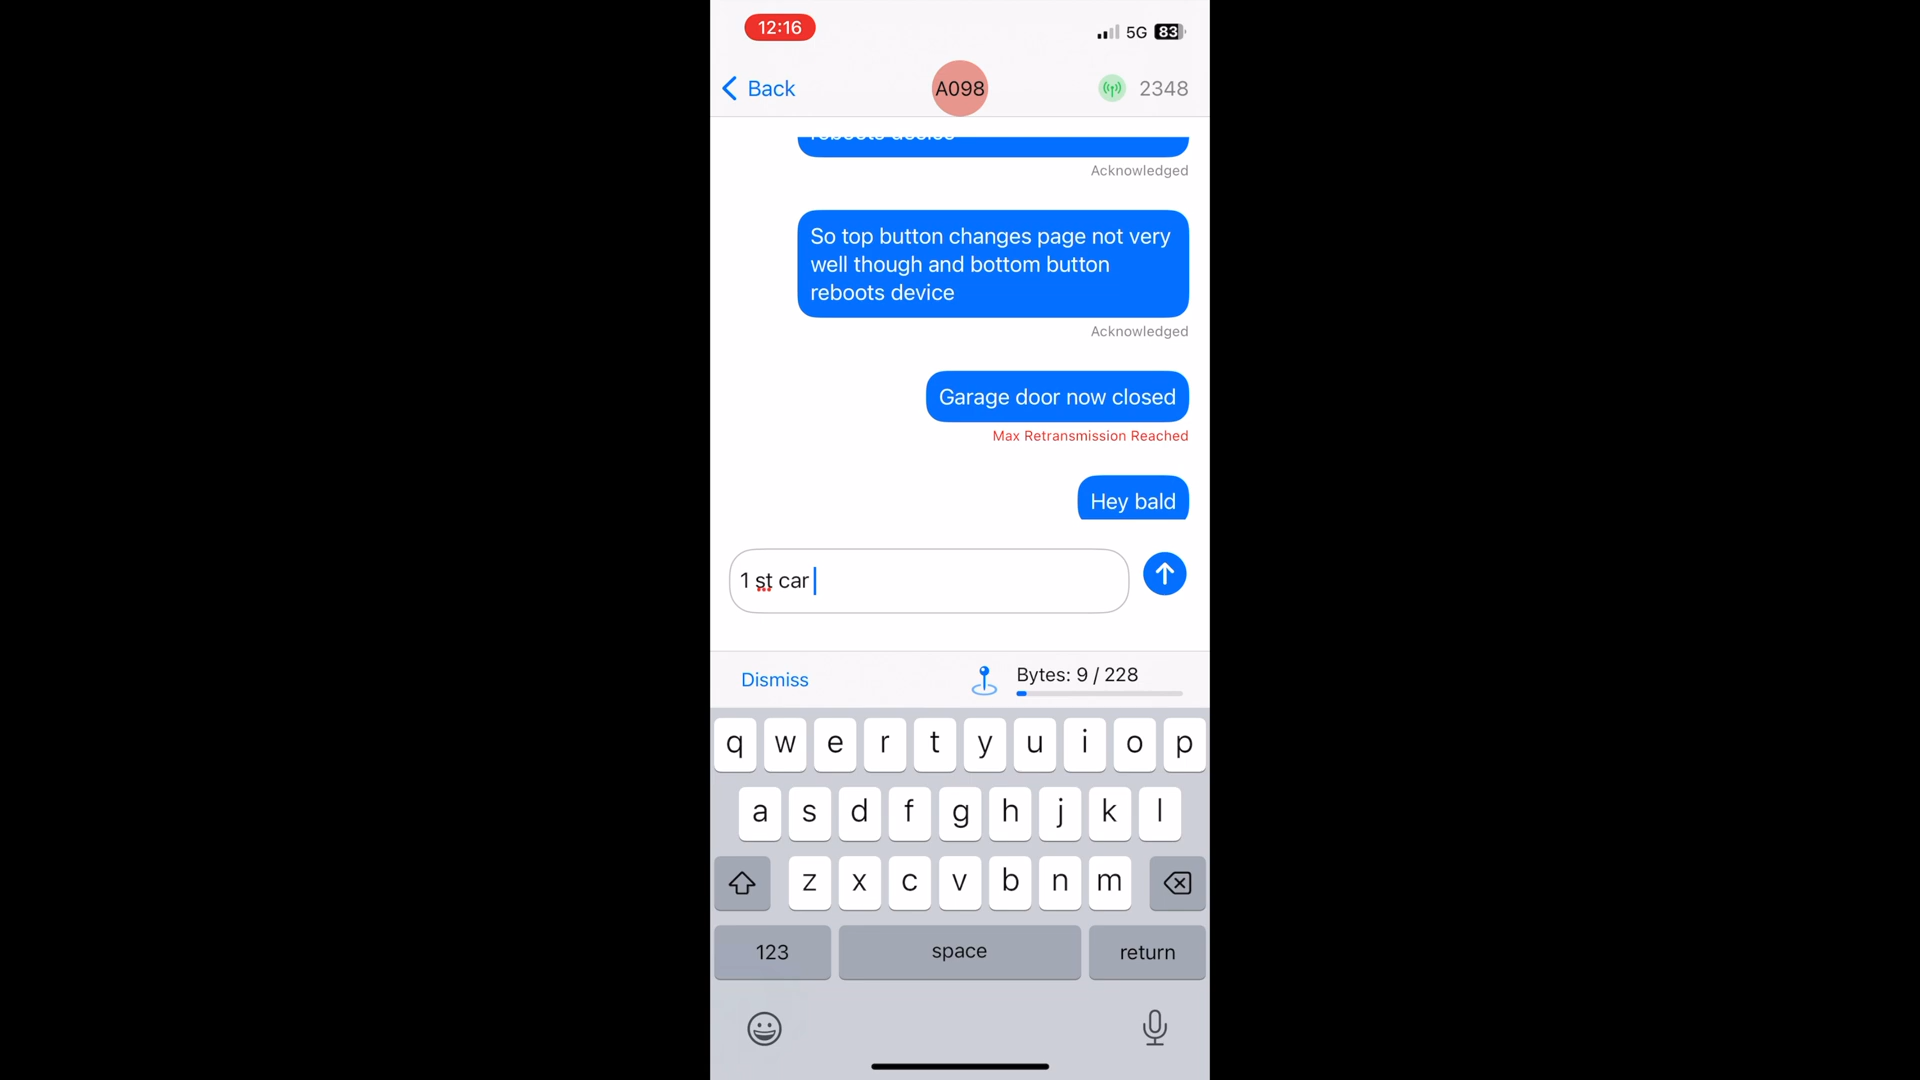 12:16
5G 83
Back
A098
2348
Acknowledged
So top button changes page not very
well though and bottom button
reboots device
Acknowledged
Garage door now closed
Max Retransmission Reached
Hey bald
1 st car
Dismiss
Bytes: 9 / 228
q w e r t y u i o p
a s d f g h j k l
z x c v b n m
123 space return